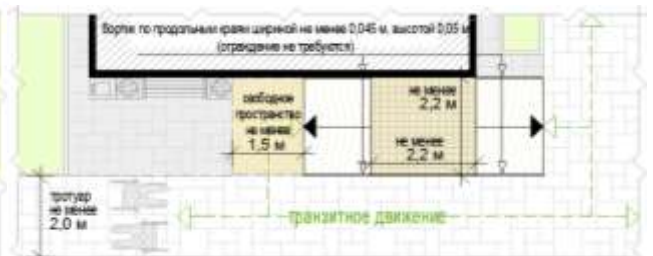 бортик по продольным краям шириной не менее 0,045 м, высотой 0,05 м
(ограждение не требуются)
свободное
пространство
не менее
1,5 м
не менее
2,2 м
не менее
2,2 м
тротуар
не менее
2,0 м
транзитное движение